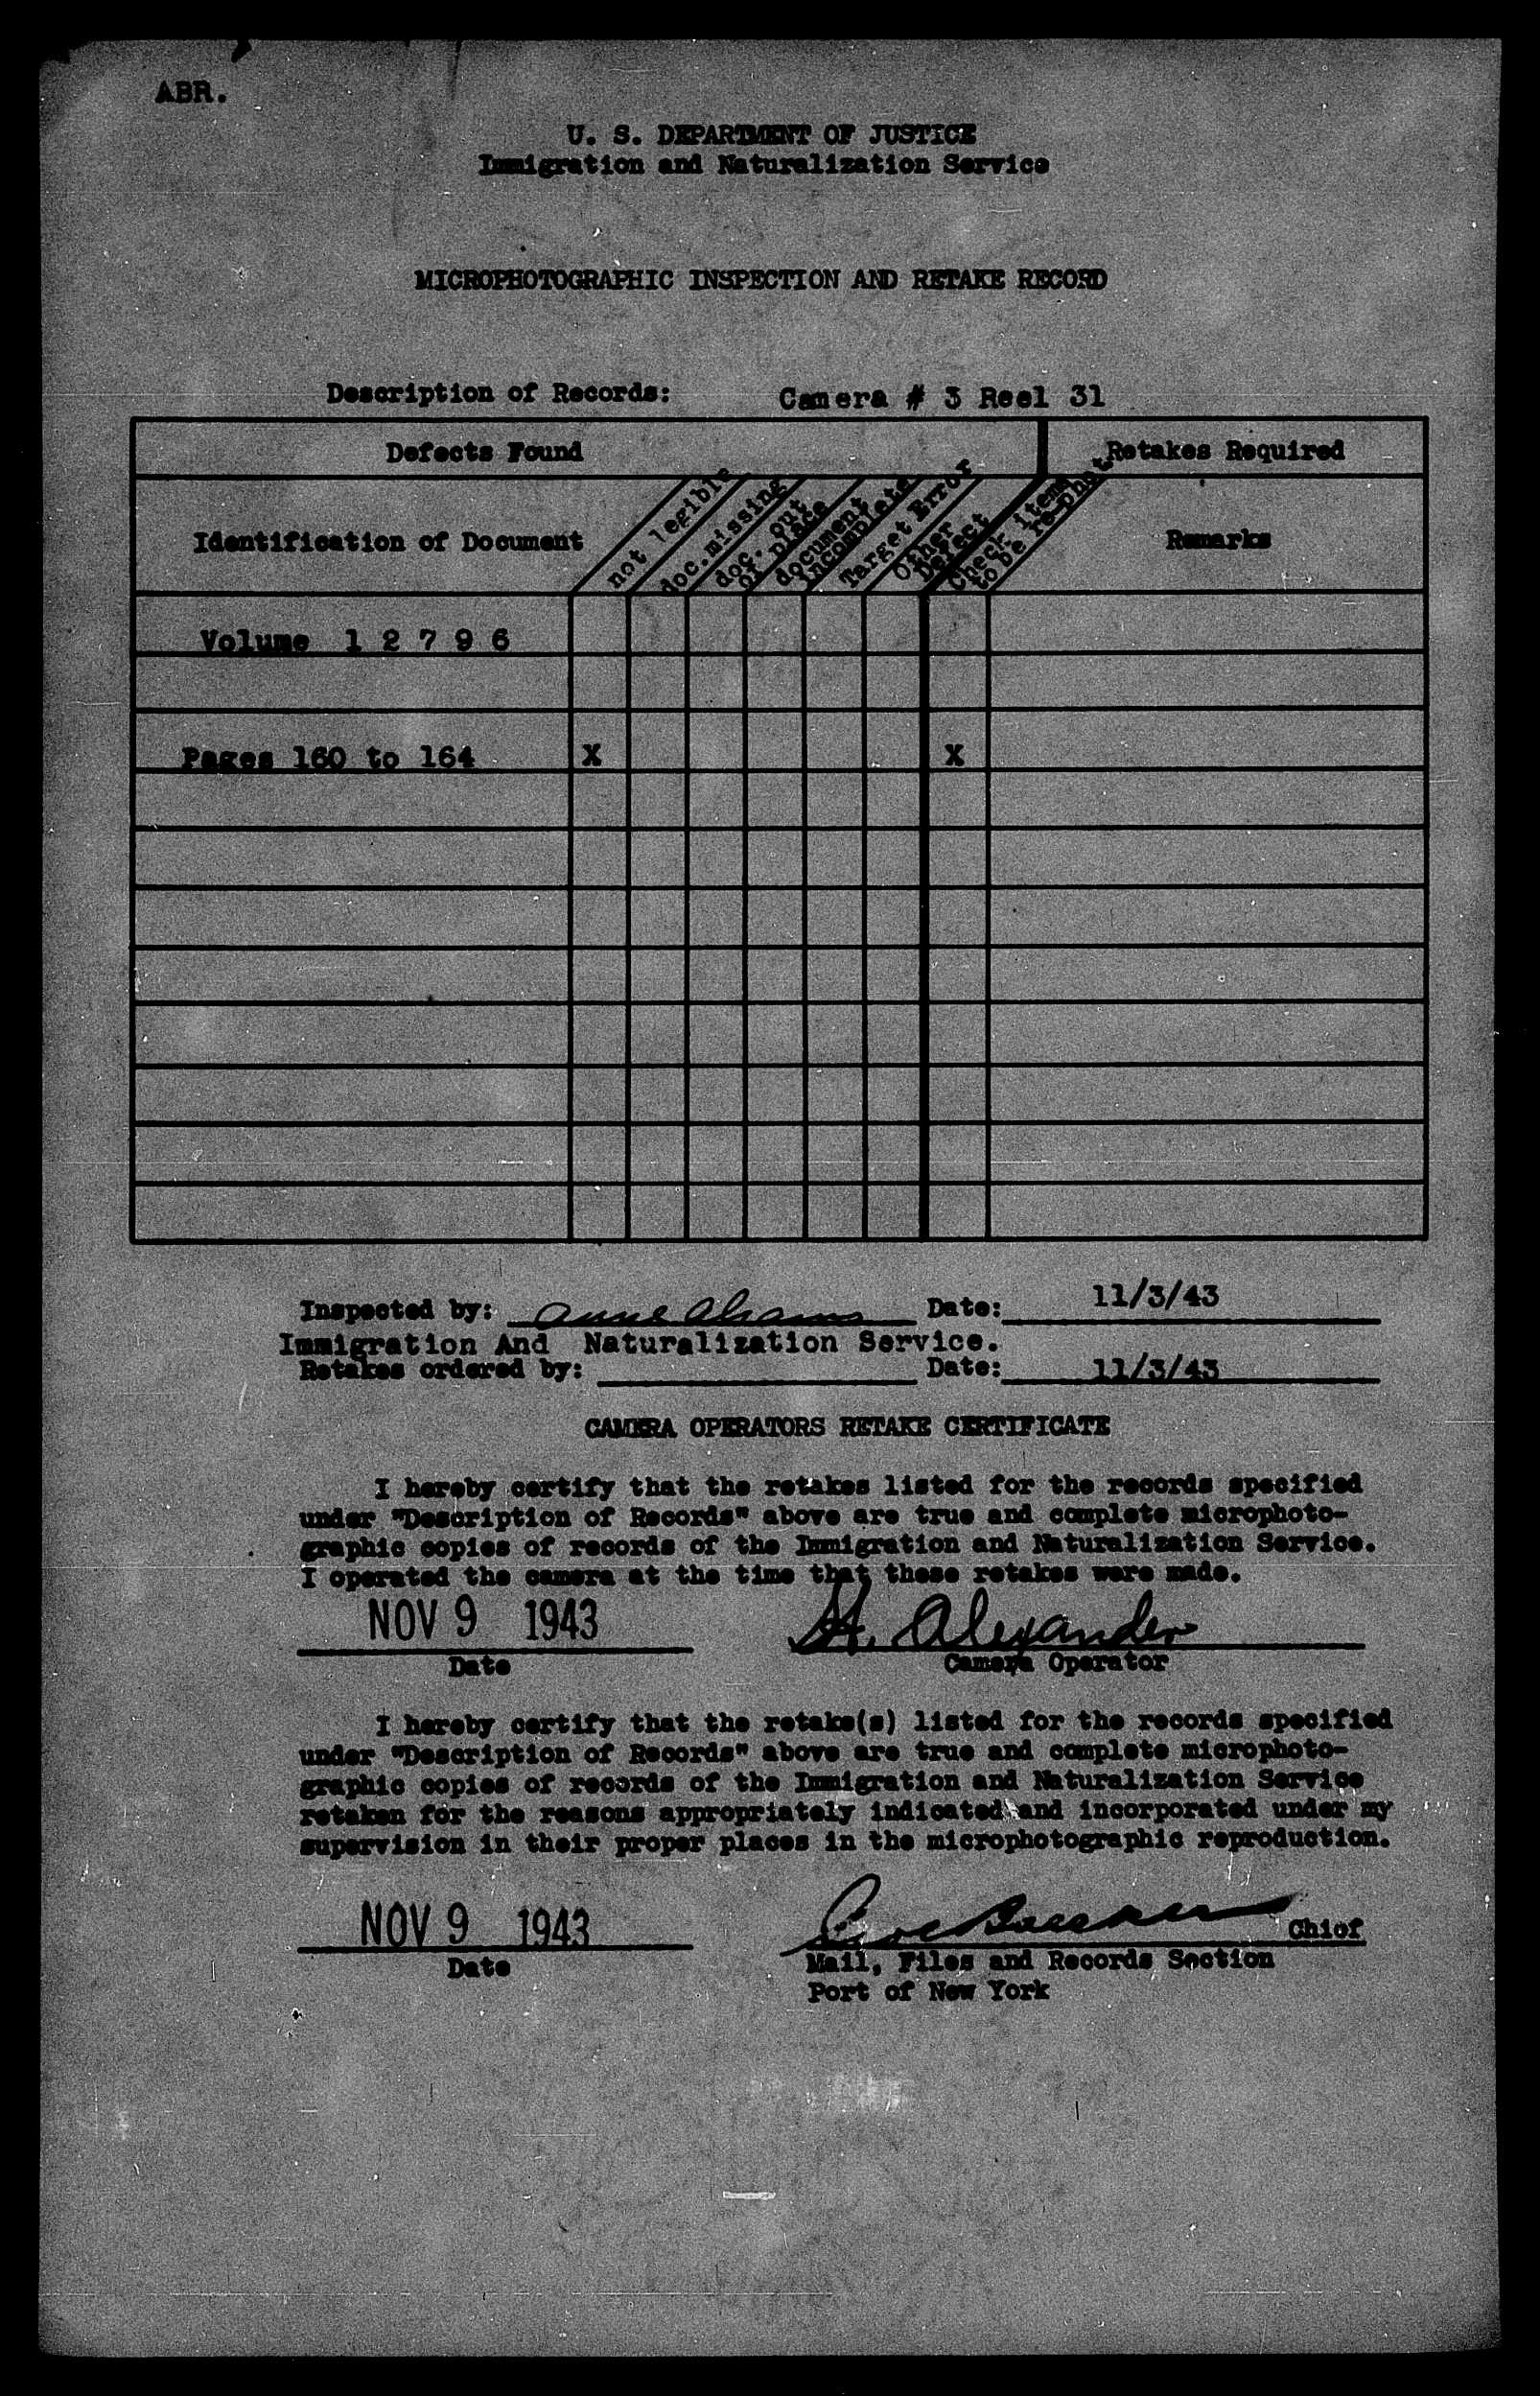 ABR.
U. S. DEPARTMENT OF JUSTICE
Immigration and Naturalization Service
MICROPHOTOGRAPHIC INSPECTION AND RETAKE RECORD
Description of Records: Camera # 3 Reel 31
Defects Found Retakes Required
Identification of Document
not legible
doc.missing
doc. out
of place
document
incomplete
Target Error
Other
Defect
Check items
to be re-phot
Remarks
Volume 1 2 7 9 6
Pages 160 to 164 X X
Inspected by: Anne Abrams Date: 11/3/43
Immigration And Naturalization Service.
Retakes ordered by: Date: 11/3/43
CAMERA OPERATORS RETAKE CERTIFICATE
I hereby certify that the retakes listed for the records specified
under "Description of Records" above are true and complete microphoto-
graphic copies of records of the Immigration and Naturalization Service.
I operated the camera at the time that these retakes were made.
NOV 9 1943 H. Alexander
Date Camera Operator
I hereby certify that the retake(s) listed for the records specified
under "Description of Records" above are true and complete microphoto-
graphic copies of records of the Immigration and Naturalization Service
retaken for the reasons appropriately indicated and incorporated under my
supervision in their proper places in the microphotographic reproduction.
NOV 9 1943 Chief
Date Mail, Files and Records Section
Port of New York